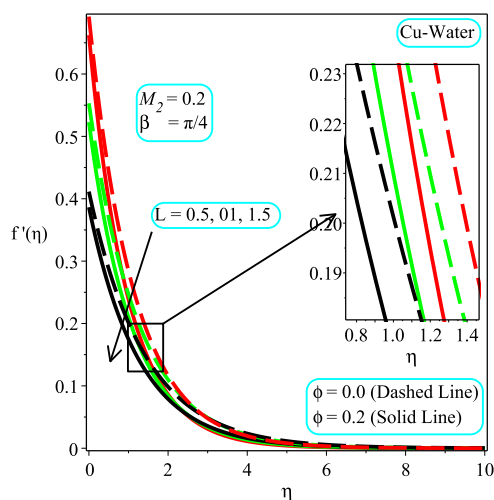 Cu-Water
M2 = 0.2
β = π/4
L = 0.5, 01, 1.5
f '(η)
0.6
0.5
0.4
0.3
0.2
0.1
0
0 2 4 6 8 10
η
0.23
0.22
0.21
0.20
0.19
0.8 1.0 1.2 1.4
η
ϕ = 0.0 (Dashed Line)
ϕ = 0.2 (Solid Line)